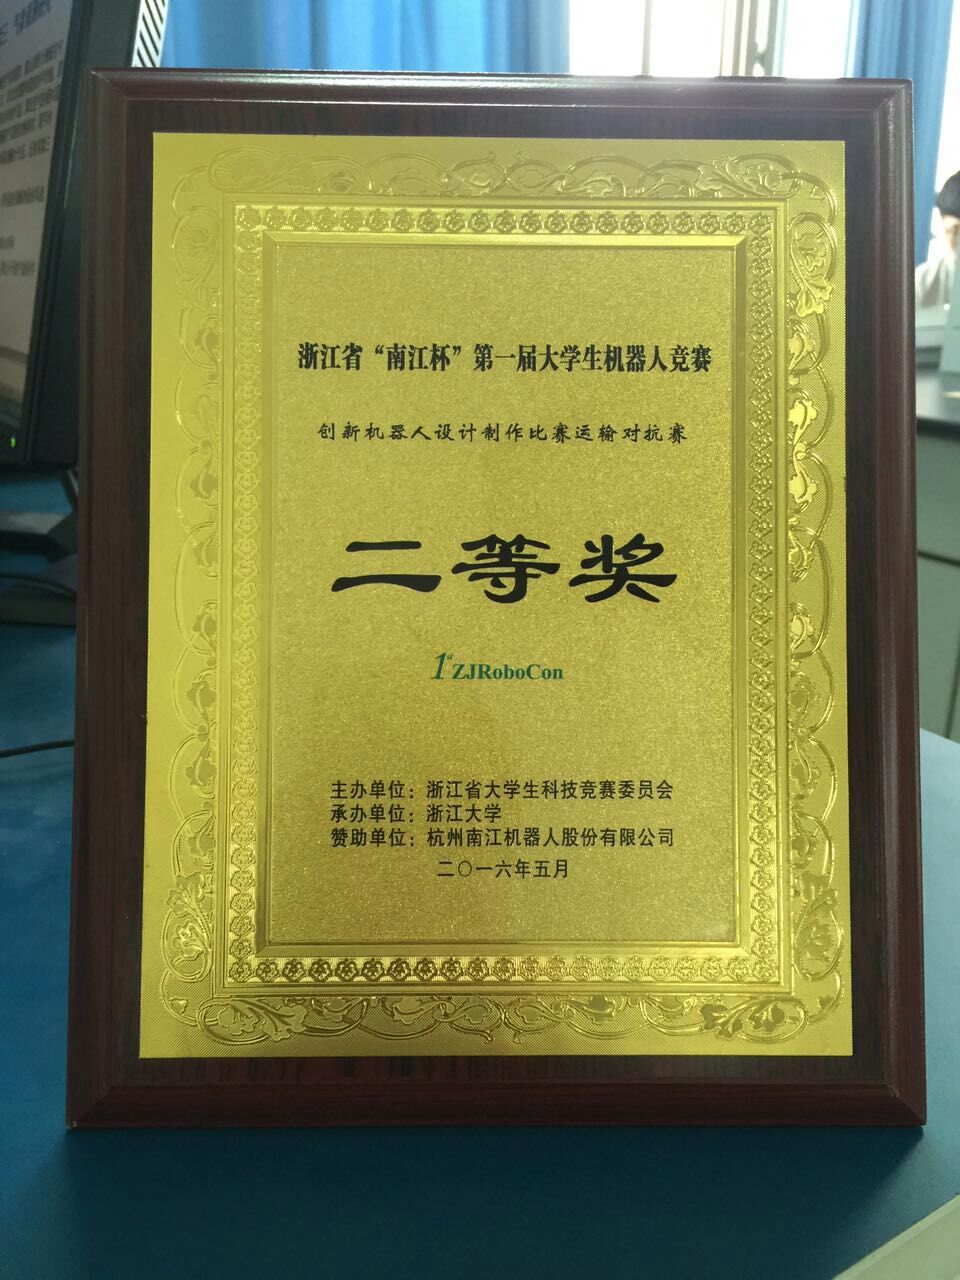 浙江省“南江杯”第一届大学生机器人竞赛
创新机器人设计制作比赛运输对抗赛
二等奖
1st ZJRoboCon
主办单位：浙江省大学生科技竞赛委员会
承办单位：浙江大学
赞助单位：杭州南江机器人股份有限公司
二〇一六年五月